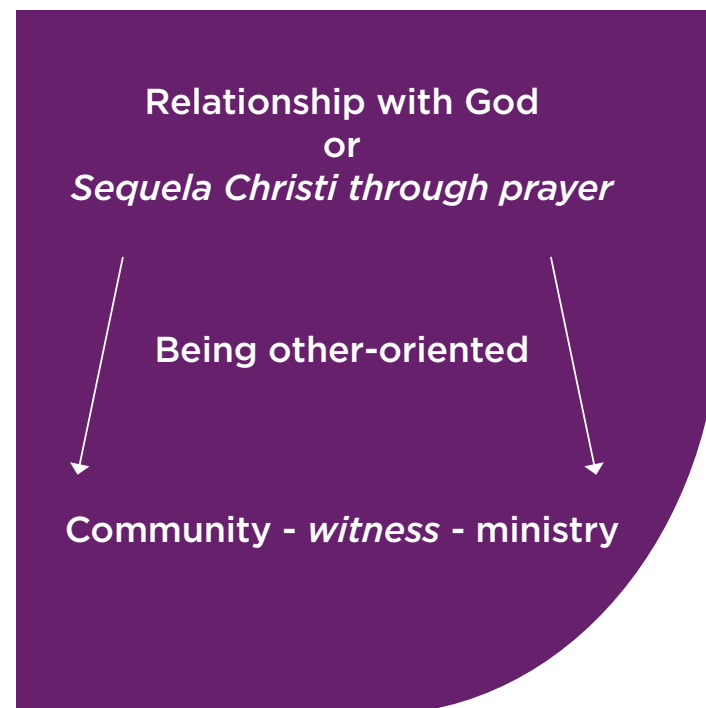 Relationship with God
or
Sequela Christi through prayer
Being other-oriented
Community - witness - ministry